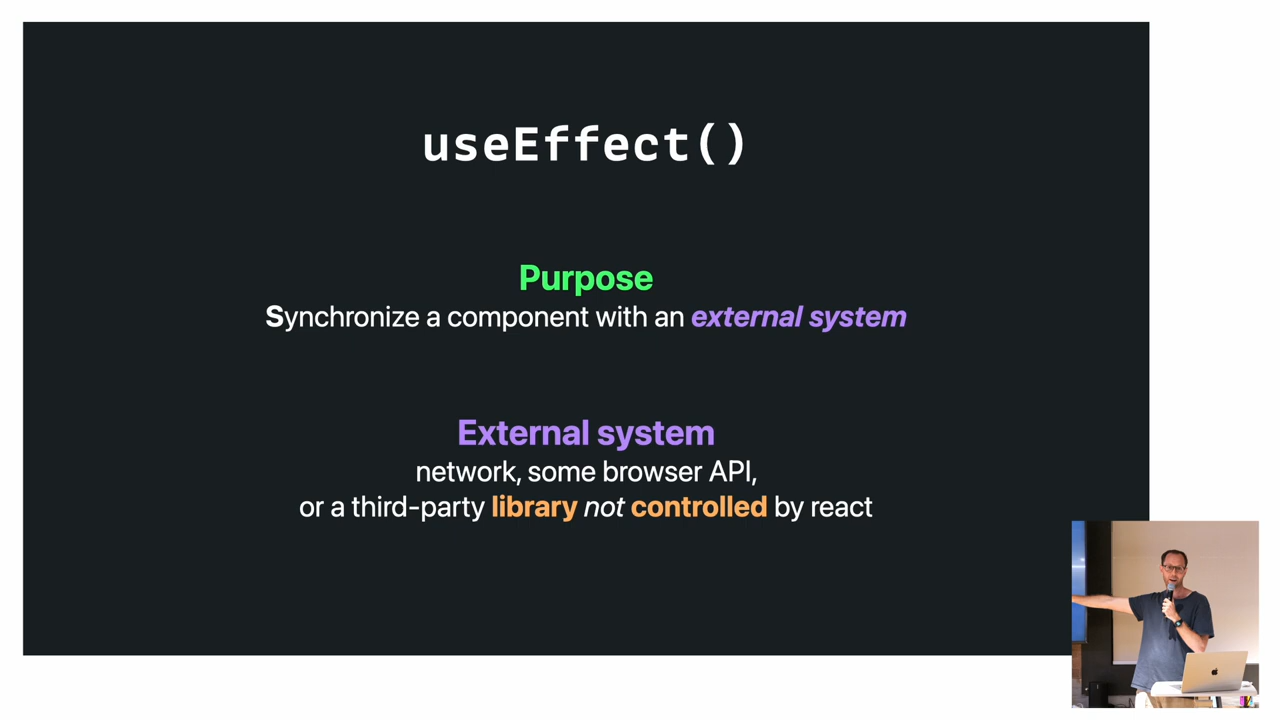 useEffect()
Purpose
Synchronize a component with an external system
External system
network, some browser API,
or a third-party library not controlled by react